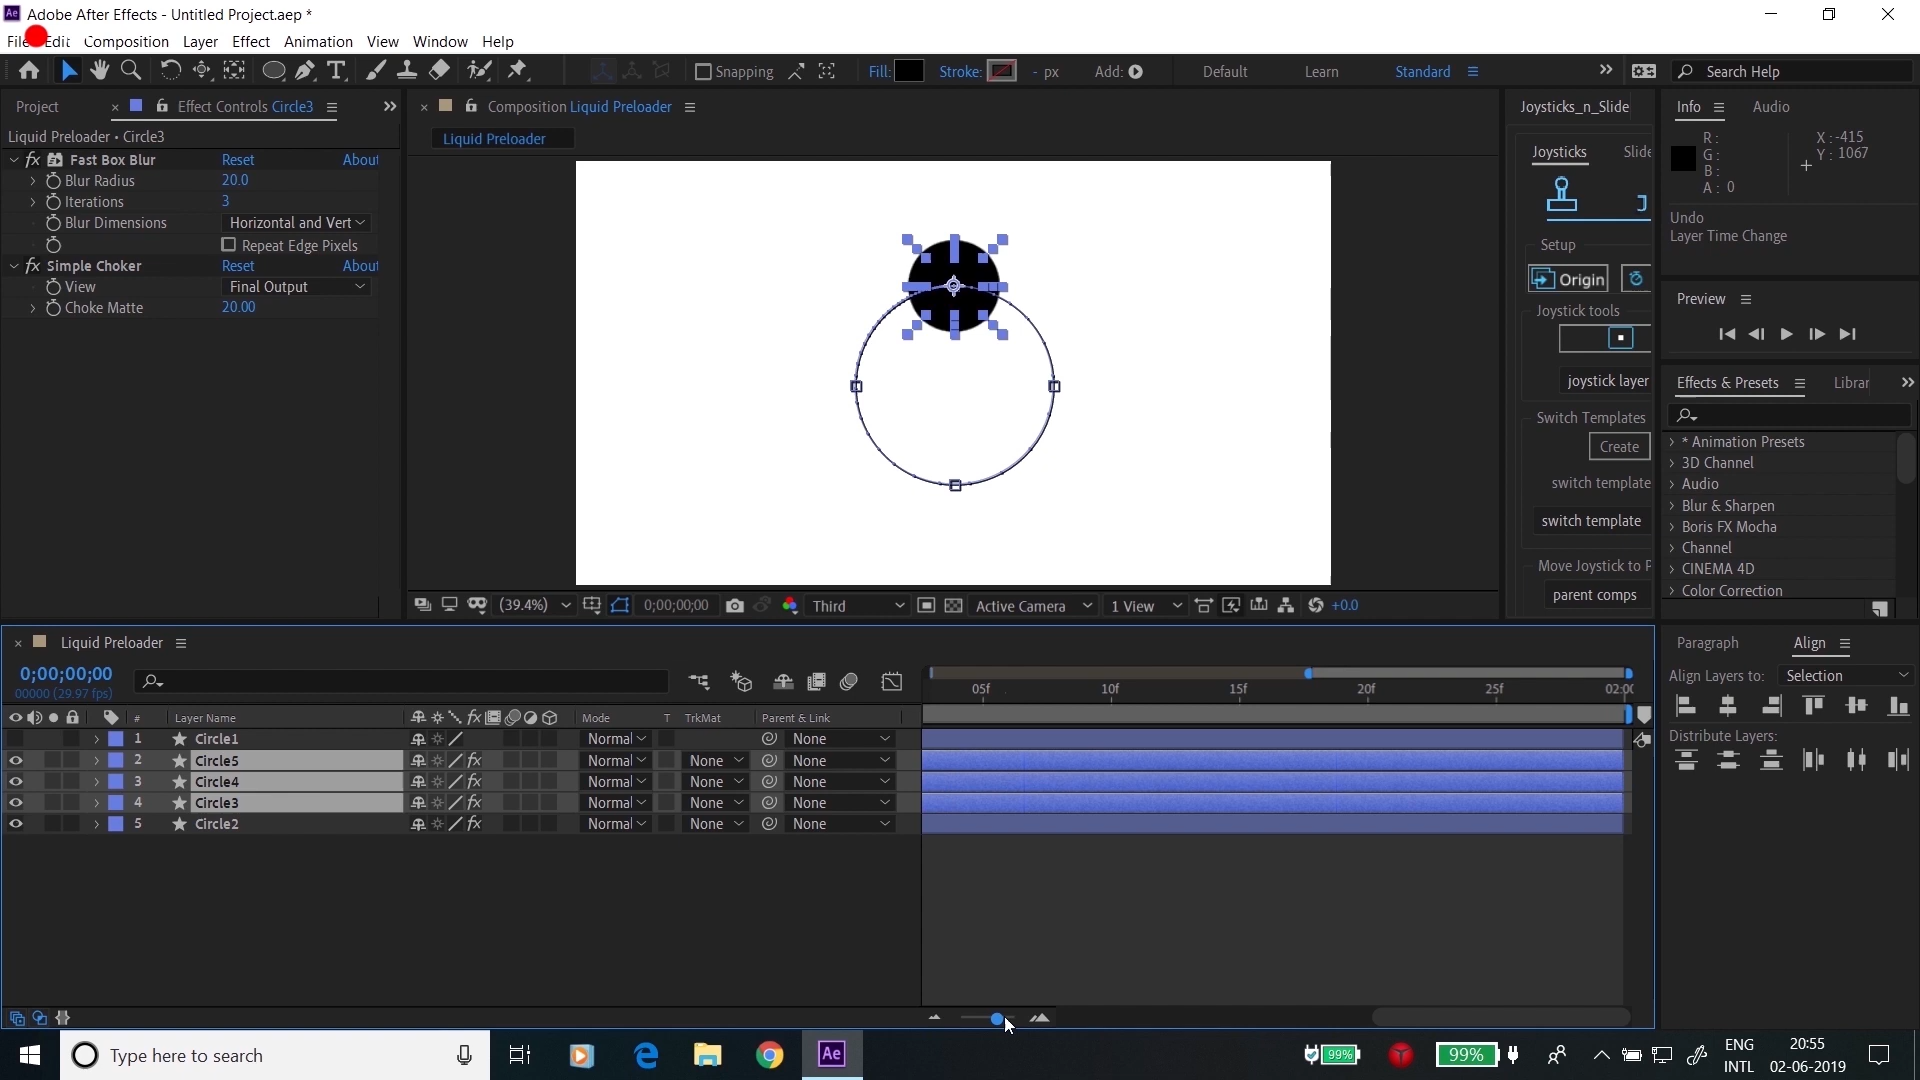 Adobe After Effects - Untitled Project.aep *
File Edit Composition Layer Effect Animation View Window Help
Snapping Fill: Stroke: - px Add: Default Learn Standard Search Help
Project Effect Controls Circle3
Composition Liquid Preloader
Joysticks_n_Slide
Info Audio
Liquid Preloader • Circle3
Liquid Preloader
fx Fast Box Blur Reset About
Blur Radius 20.0
Iterations 3
Blur Dimensions Horizontal and Vert
Repeat Edge Pixels
fx Simple Choker Reset About
View Final Output
Choke Matte 20.00
Joysticks Slide
J
Setup
Origin
Joystick tools
joystick layer
Switch Templates
Create
switch template
switch template
Move Joystick to P
parent comps
R :
G :
B :
A : 0
X : -415
Y : 1067
Undo
Layer Time Change
Preview
Effects & Presets Librar
* Animation Presets
3D Channel
Audio
Blur & Sharpen
Boris FX Mocha
Channel
CINEMA 4D
Color Correction
(39.4%) 0;00;00;00 Third Active Camera 1 View +0.0
Liquid Preloader
0;00;00;00
00000 (29.97 fps)
05f 10f 15f 20f 25f 02:00
# Layer Name fx Mode T TrkMat Parent & Link
1 Circle1 Normal None
2 Circle5 fx Normal None None
3 Circle4 fx Normal None None
4 Circle3 fx Normal None None
5 Circle2 fx Normal None None
Paragraph Align
Align Layers to: Selection
Distribute Layers:
Type here to search
Ae
99%
99%
ENG
INTL
20:55
02-06-2019